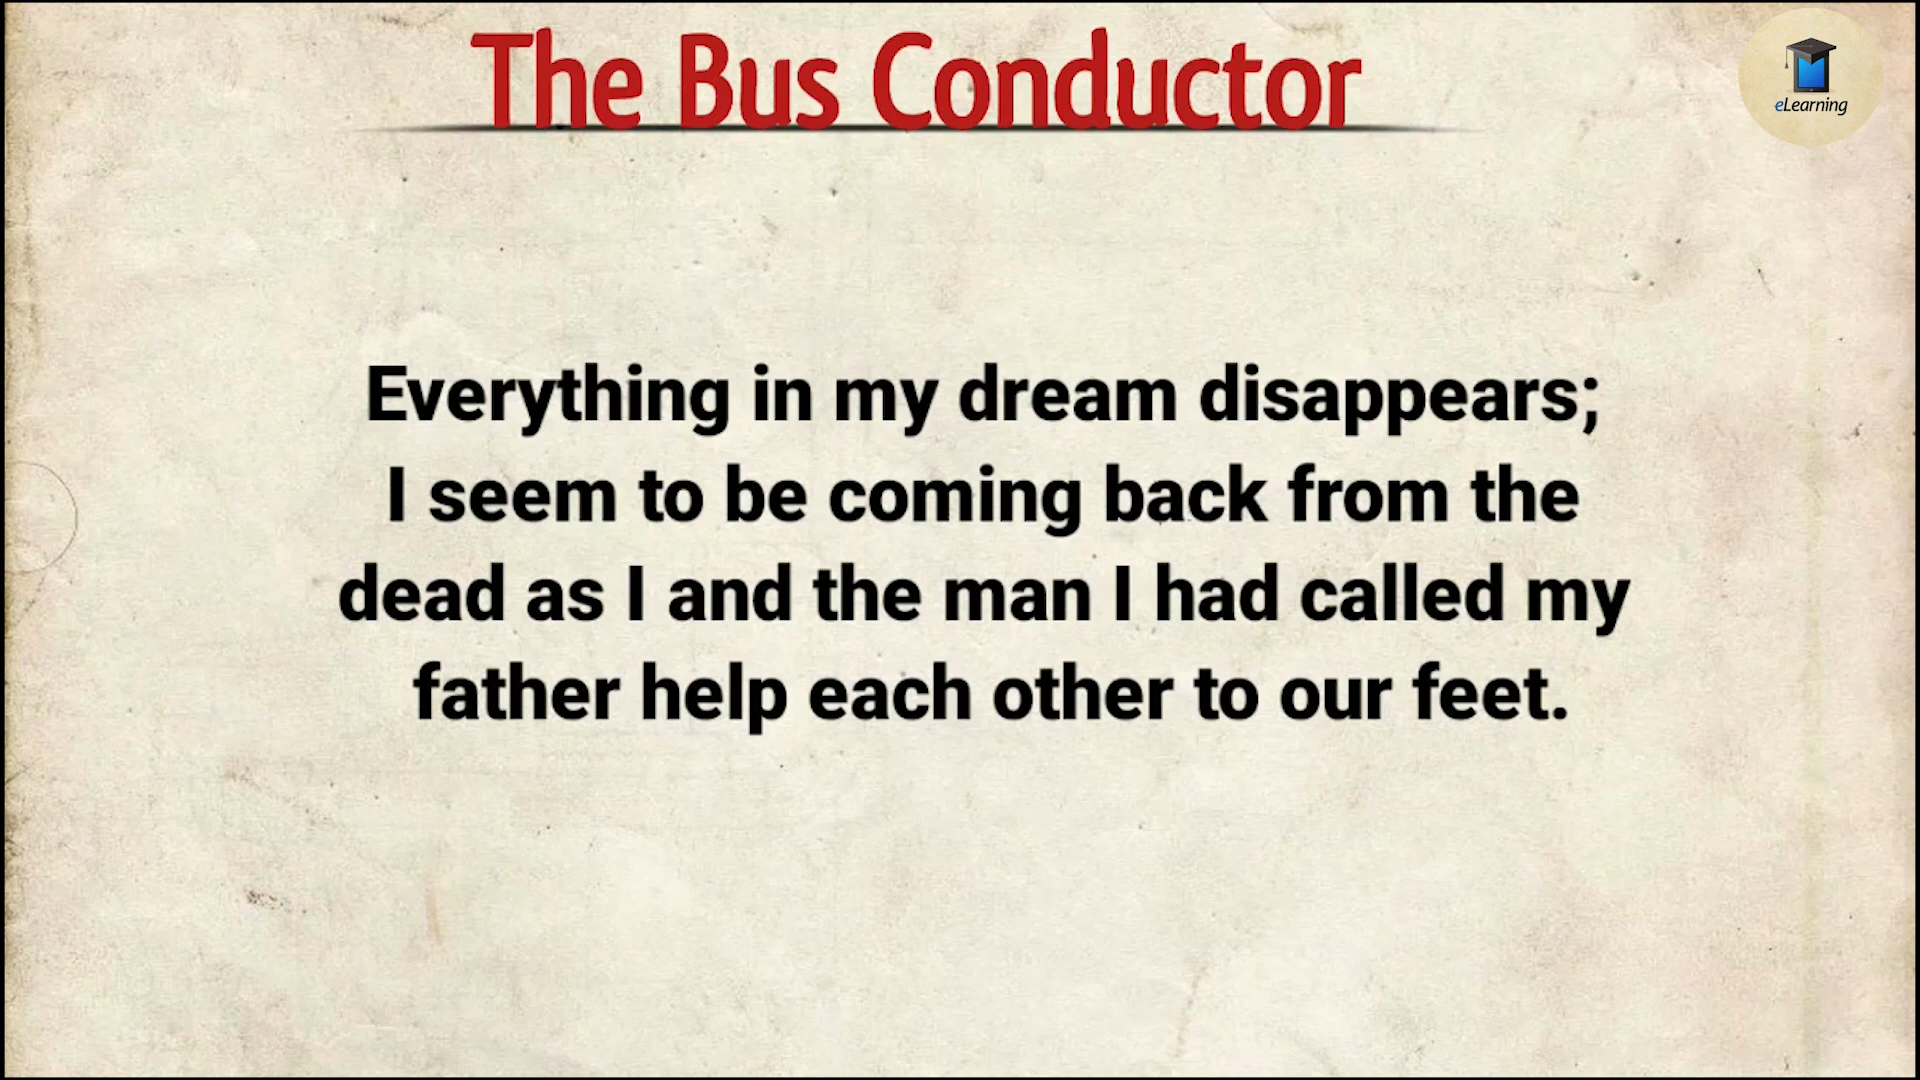 The Bus Conductor
eLearning
Everything in my dream disappears;
I seem to be coming back from the
dead as I and the man I had called my
father help each other to our feet.